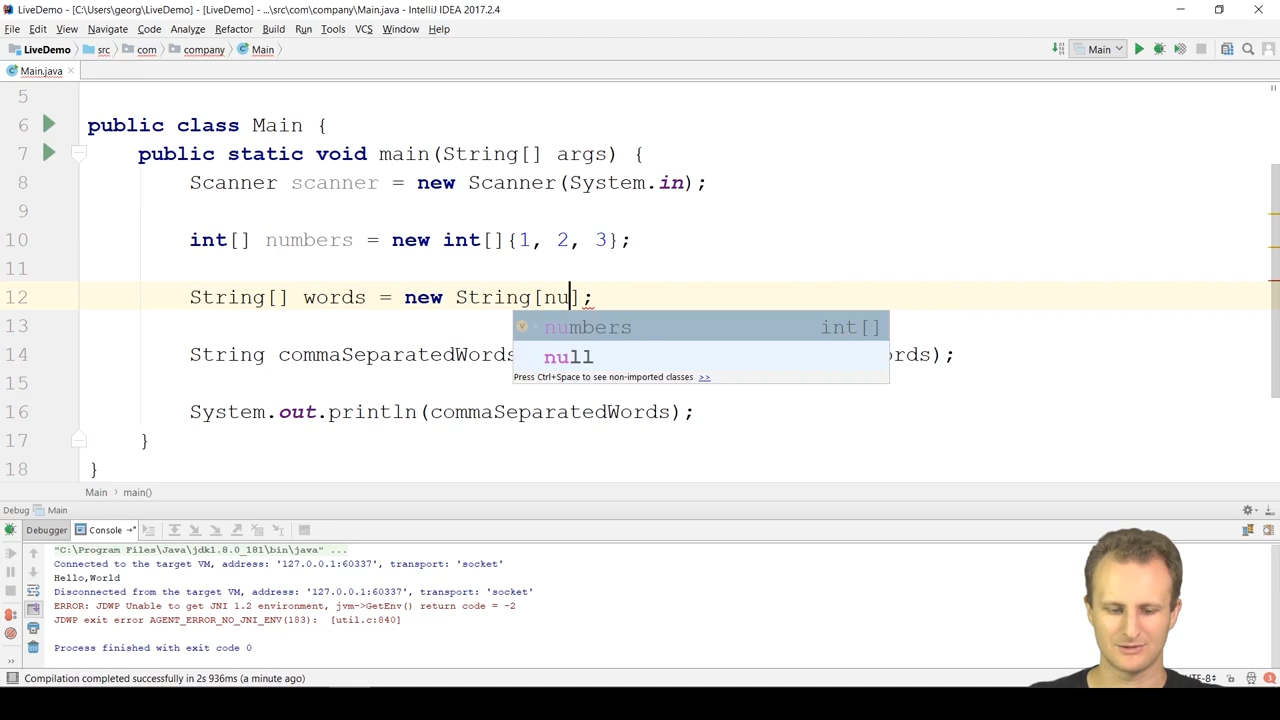 LiveDemo - [C:\Users\georg\LiveDemo] - [LiveDemo] - ...\src\com\company\Main.java - IntelliJ IDEA 2017.2.4
File Edit View Navigate Code Analyze Refactor Build Run Tools VCS Window Help
LiveDemo src com company Main Main
Main.java
5
6 public class Main {
7 public static void main(String[] args) {
8 Scanner scanner = new Scanner(System.in);
9
10 int[] numbers = new int[]{1, 2, 3};
11
12 String[] words = new String[nu];
numbers int[]
13
14 String commaSeparatedWords ords);
null
Press Ctrl+Space to see non-imported classes >>
15
16 System.out.println(commaSeparatedWords);
17 }
18 }
Main › main()
Debug Main
Debugger Console
"C:\Program Files\Java\jdk1.8.0_181\bin\java" ...
Connected to the target VM, address: '127.0.0.1:60337', transport: 'socket'
Hello,World
Disconnected from the target VM, address: '127.0.0.1:60337', transport: 'socket'
ERROR: JDWP Unable to get JNI 1.2 environment, jvm->GetEnv() return code = -2
JDWP exit error AGENT_ERROR_NO_JNI_ENV(183): [util.c:840]
Process finished with exit code 0
Compilation completed successfully in 2s 936ms (a minute ago) UTF-8 3